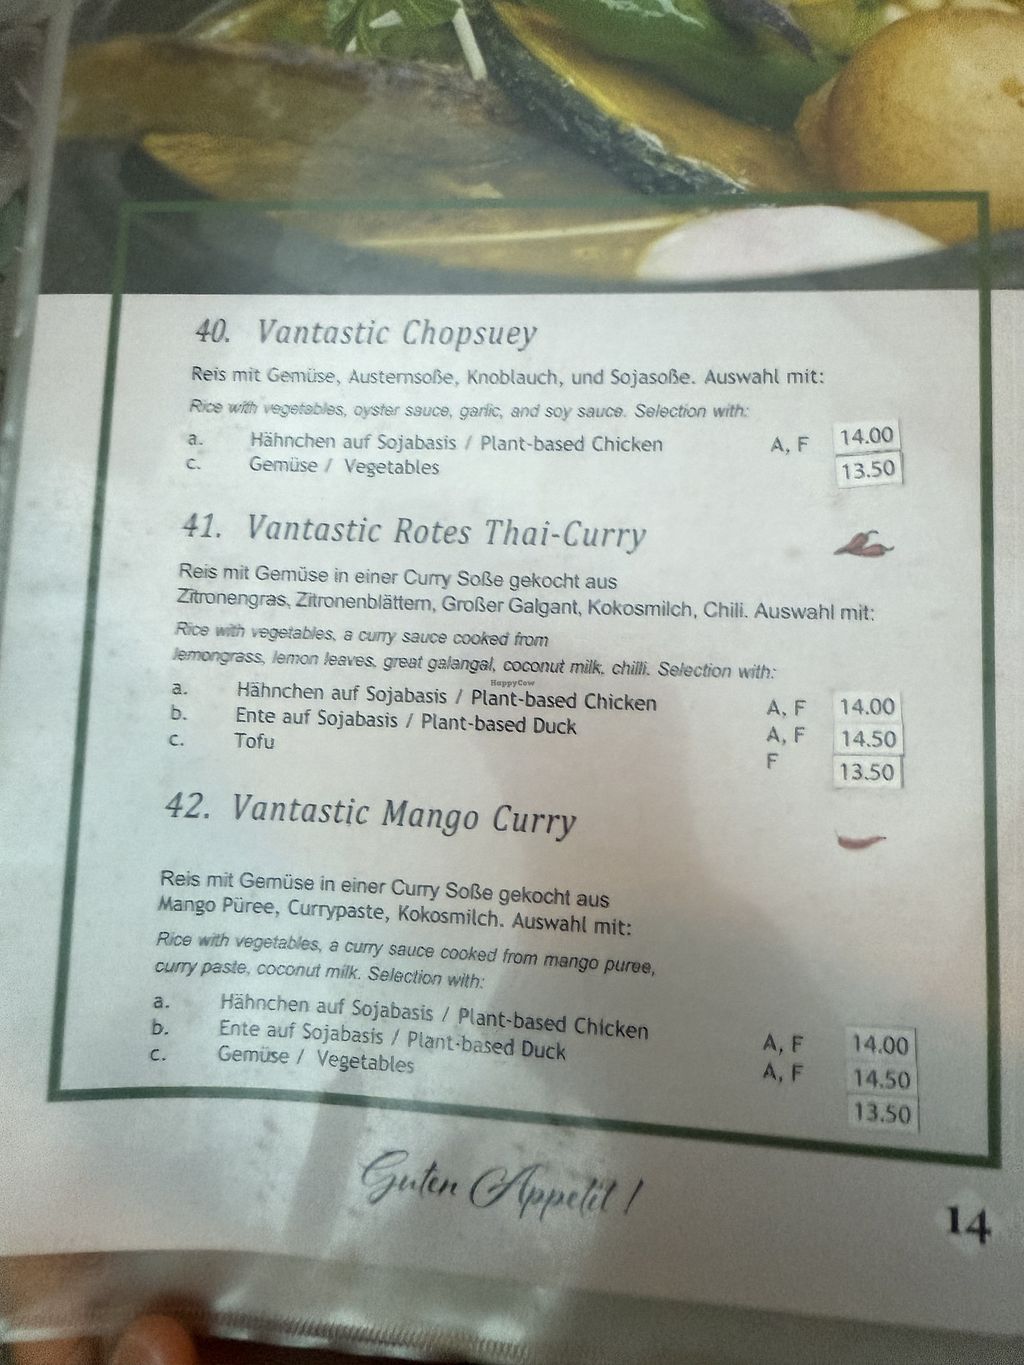 40. Vantastic Chopsuey
Reis mit Gemüse, Austernsoße, Knoblauch, und Sojasoße. Auswahl mit:
Rice with vegetables, oyster sauce, garlic, and soy sauce. Selection with:
a. Hähnchen auf Sojabasis / Plant-based Chicken A, F 14.00
c. Gemüse / Vegetables 13.50
41. Vantastic Rotes Thai-Curry
Reis mit Gemüse in einer Curry Soße gekocht aus
Zitronengras, Zitronenblättern, Großer Galgant, Kokosmilch, Chili. Auswahl mit:
Rice with vegetables, a curry sauce cooked from
lemongrass, lemon leaves, great galangal, coconut milk, chilli. Selection with:
HappyCow
a. Hähnchen auf Sojabasis / Plant-based Chicken A, F 14.00
b. Ente auf Sojabasis / Plant-based Duck A, F 14.50
c. Tofu F 13.50
42. Vantastic Mango Curry
Reis mit Gemüse in einer Curry Soße gekocht aus
Mango Püree, Currypaste, Kokosmilch. Auswahl mit:
Rice with vegetables, a curry sauce cooked from mango puree,
curry paste, coconut milk. Selection with:
a. Hähnchen auf Sojabasis / Plant-based Chicken A, F 14.00
b. Ente auf Sojabasis / Plant-based Duck A, F 14.50
c. Gemüse / Vegetables 13.50
Guten Appetit !
14